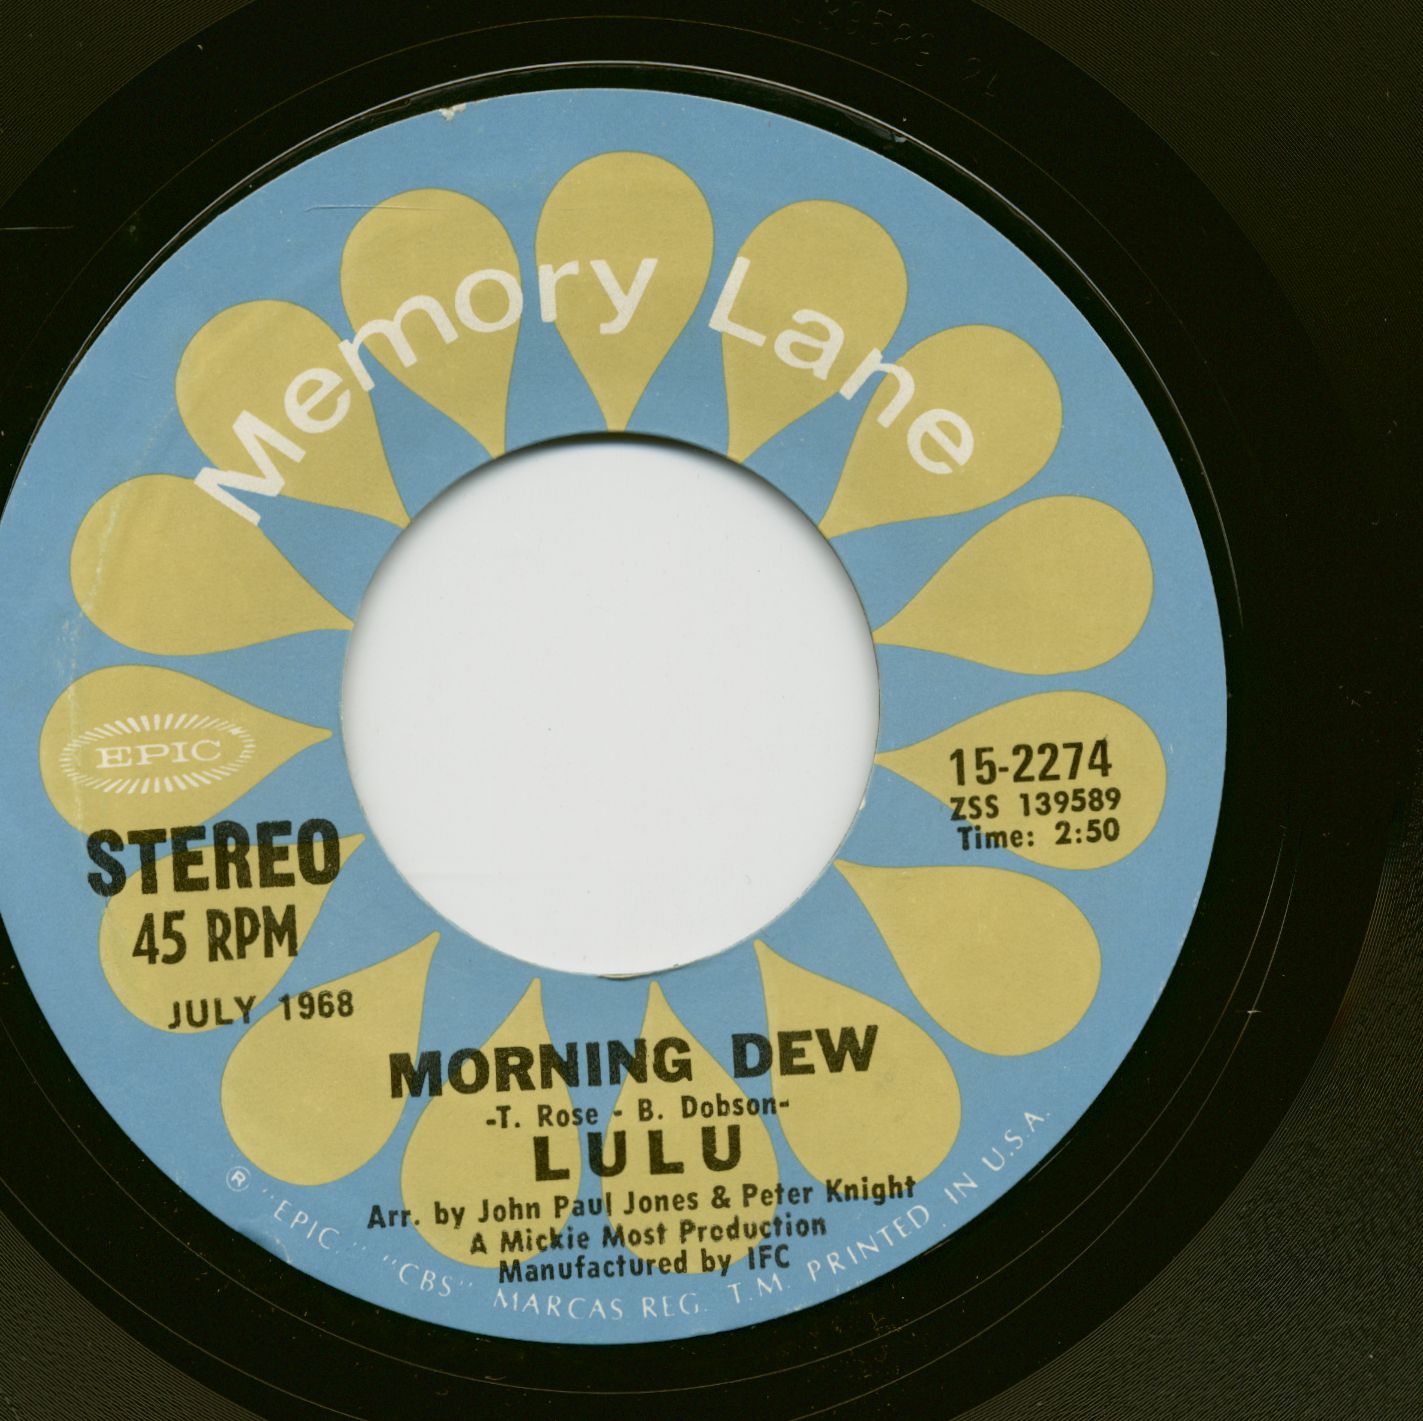 Memory Lane
EPIC
STEREO
45 RPM
JULY 1968
15-2274
ZSS 139589
Time: 2:50
MORNING DEW
-T. Rose - B. Dobson-
LULU
Arr. by John Paul Jones & Peter Knight
A Mickie Most Production
Manufactured by IFC
® "EPIC" "CBS" MARCAS REG. T.M. PRINTED IN U.S.A.